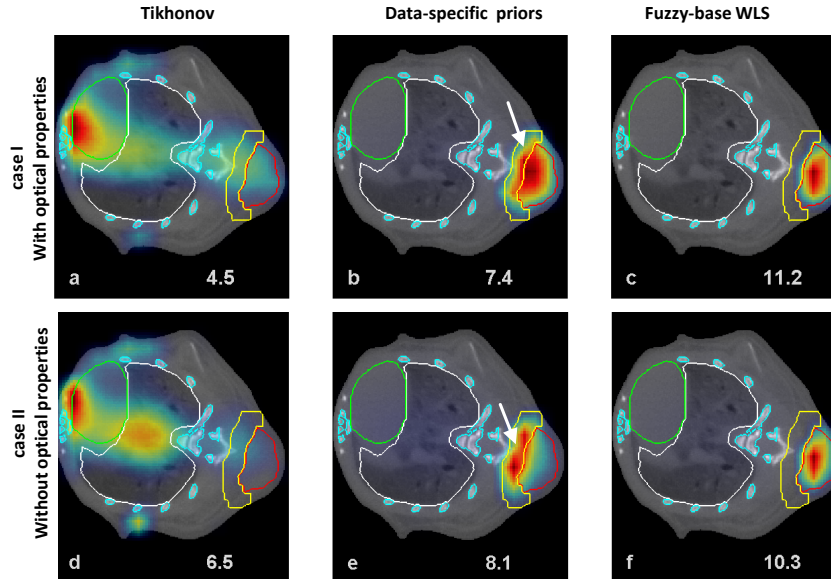 Tikhonov
Data-specific priors
Fuzzy-base WLS
case I
With optical properties
a
4.5
b
7.4
c
11.2
case II
Without optical properties
d
6.5
e
8.1
f
10.3